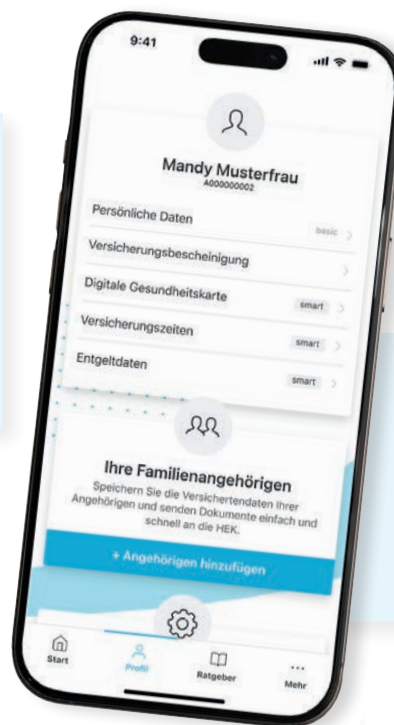 9:41
Mandy Musterfrau
A000000002
Persönliche Daten basic
Versicherungsbescheinigung
Digitale Gesundheitskarte smart
Versicherungszeiten smart
Entgeltdaten smart
Ihre Familienangehörigen
Speichern Sie die Versichertendaten Ihrer
Angehörigen und senden Dokumente einfach und
schnell an die HEK.
+ Angehörigen hinzufügen
Start Profil Ratgeber Mehr